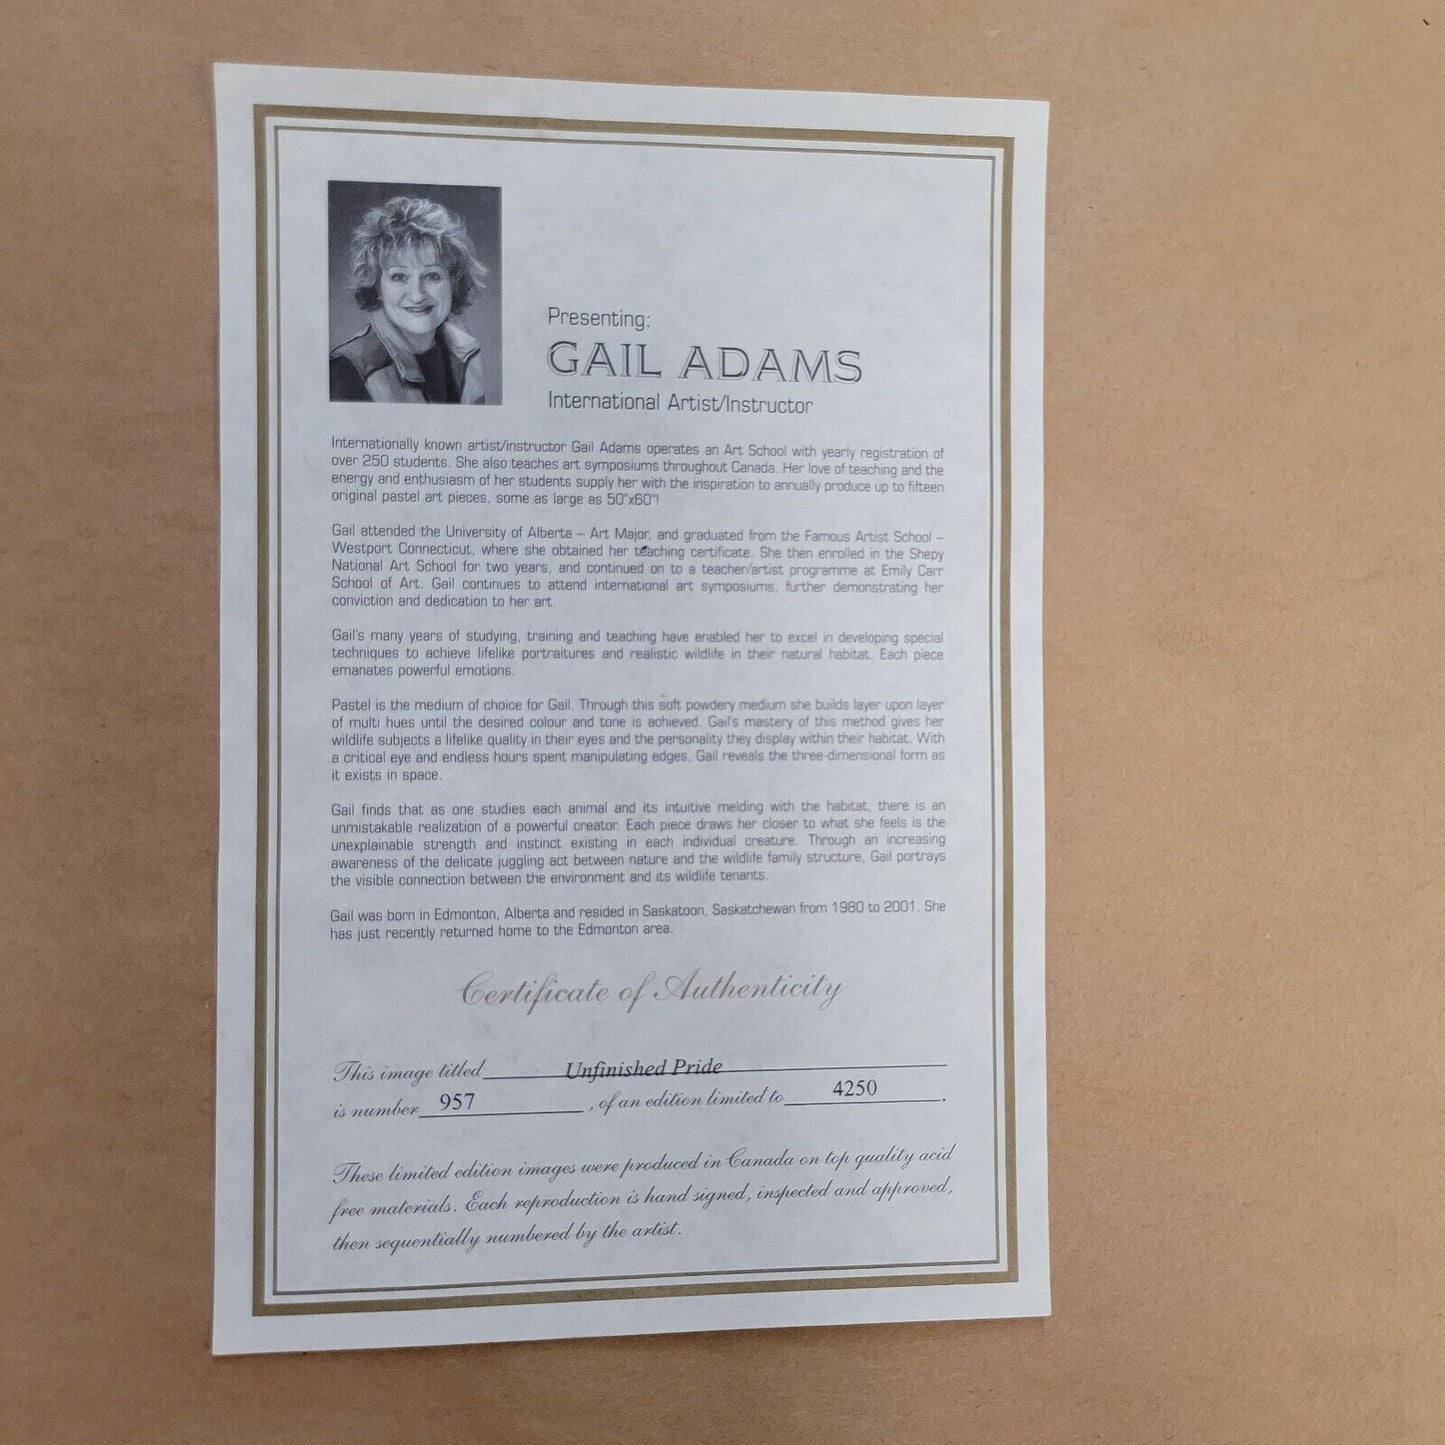 Presenting:
GAIL ADAMS
International Artist/Instructor
Internationally known artist/instructor Gail Adams operates an Art School with yearly registration of
over 250 students. She also teaches art symposiums throughout Canada. Her love of teaching and the
energy and enthusiasm of her students supply her with the inspiration to annually produce up to fifteen
original pastel art pieces, some as large as 50"x60"!
Gail attended the University of Alberta – Art Major, and graduated from the Famous Artist School –
Westport Connecticut, where she obtained her teaching certificate. She then enrolled in the Shepy
National Art School for two years, and continued on to a teacher/artist programme at Emily Carr
School of Art. Gail continues to attend international art symposiums, further demonstrating her
conviction and dedication to her art.
Gail's many years of studying, training and teaching have enabled her to excel in developing special
techniques to achieve lifelike portraitures and realistic wildlife in their natural habitat. Each piece
emanates powerful emotions.
Pastel is the medium of choice for Gail. Through this soft powdery medium she builds layer upon layer
of multi hues until the desired colour and tone is achieved. Gail's mastery of this method gives her
wildlife subjects a lifelike quality in their eyes and the personality they display within their habitat. With
a critical eye and endless hours spent manipulating edges, Gail reveals the three-dimensional form as
it exists in space.
Gail finds that as one studies each animal and its intuitive melding with the habitat, there is an
unmistakable realization of a powerful creator. Each piece draws her closer to what she feels is the
unexplainable strength and instinct existing in each individual creature. Through an increasing
awareness of the delicate juggling act between nature and the wildlife family structure, Gail portrays
the visible connection between the environment and its wildlife tenants.
Gail was born in Edmonton, Alberta and resided in Saskatoon, Saskatchewan from 1980 to 2001. She
has just recently returned home to the Edmonton area.
Certificate of Authenticity
This image titled Unfinished Pride
is number 957, of an edition limited to 4250.
These limited edition images were produced in Canada on top quality acid
free materials. Each reproduction is hand signed, inspected and approved,
then sequentially numbered by the artist.